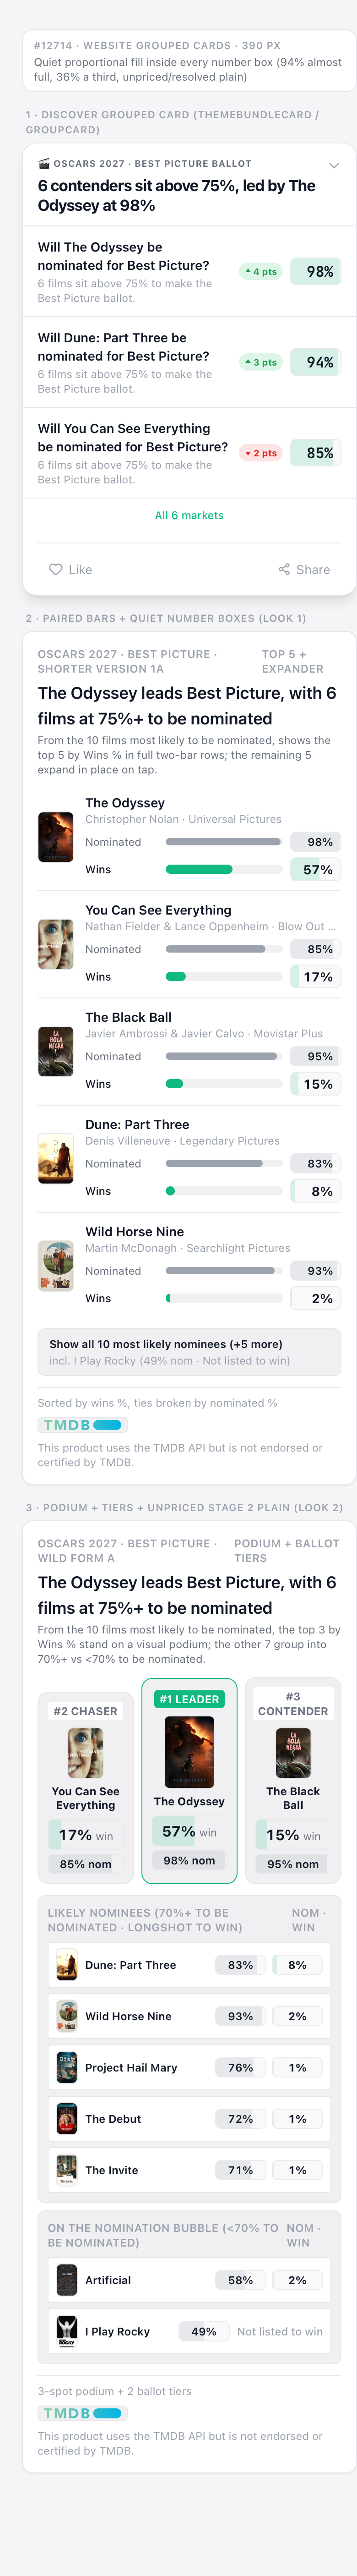 #12714 · WEBSITE GROUPED CARDS · 390 PX
Quiet proportional fill inside every number box (94% almost
full, 36% a third, unpriced/resolved plain)
1 · DISCOVER GROUPED CARD (THEMEBUNDLECARD /
GROUPCARD)
OSCARS 2027 · BEST PICTURE BALLOT
6 contenders sit above 75%, led by The
Odyssey at 98%
Will The Odyssey be
nominated for Best Picture?
6 films sit above 75% to make the
Best Picture ballot.
4 pts
98%
Will Dune: Part Three be
nominated for Best Picture?
6 films sit above 75% to make the
Best Picture ballot.
3 pts
94%
Will You Can See Everything
be nominated for Best Picture?
6 films sit above 75% to make the
Best Picture ballot.
2 pts
85%
All 6 markets
Like
Share
2 · PAIRED BARS + QUIET NUMBER BOXES (LOOK 1)
OSCARS 2027 · BEST PICTURE ·
SHORTER VERSION 1A
TOP 5 +
EXPANDER
The Odyssey leads Best Picture, with 6
films at 75%+ to be nominated
From the 10 films most likely to be nominated, shows the
top 5 by Wins % in full two-bar rows; the remaining 5
expand in place on tap.
The Odyssey
Christopher Nolan · Universal Pictures
Nominated 98%
Wins 57%
You Can See Everything
Nathan Fielder & Lance Oppenheim · Blow Out ...
Nominated 85%
Wins 17%
LA
BOLA
NEGRA
The Black Ball
Javier Ambrossi & Javier Calvo · Movistar Plus
Nominated 95%
Wins 15%
Dune: Part Three
Denis Villeneuve · Legendary Pictures
Nominated 83%
Wins 8%
Wild Horse Nine
Martin McDonagh · Searchlight Pictures
Nominated 93%
Wins 2%
Show all 10 most likely nominees (+5 more)
incl. I Play Rocky (49% nom · Not listed to win)
Sorted by wins %, ties broken by nominated %
TMDB
This product uses the TMDB API but is not endorsed or
certified by TMDB.
3 · PODIUM + TIERS + UNPRICED STAGE 2 PLAIN (LOOK 2)
OSCARS 2027 · BEST PICTURE ·
WILD FORM A
PODIUM + BALLOT
TIERS
The Odyssey leads Best Picture, with 6
films at 75%+ to be nominated
From the 10 films most likely to be nominated, the top 3 by
Wins % stand on a visual podium; the other 7 group into
70%+ vs <70% to be nominated.
#2 CHASER
You Can See
Everything
17% win
85% nom
#1 LEADER
The Odyssey
57% win
98% nom
#3
CONTENDER
LA
BOLA
NEGRA
The Black
Ball
15% win
95% nom
LIKELY NOMINEES (70%+ TO BE
NOMINATED · LONGSHOT TO WIN)
NOM ·
WIN
Dune: Part Three 83% 8%
Wild Horse Nine 93% 2%
Project Hail Mary 76% 1%
The Debut 72% 1%
The Invite 71% 1%
ON THE NOMINATION BUBBLE (<70% TO
BE NOMINATED)
NOM ·
WIN
Artificial 58% 2%
I Play Rocky 49% Not listed to win
3-spot podium + 2 ballot tiers
TMDB
This product uses the TMDB API but is not endorsed or
certified by TMDB.